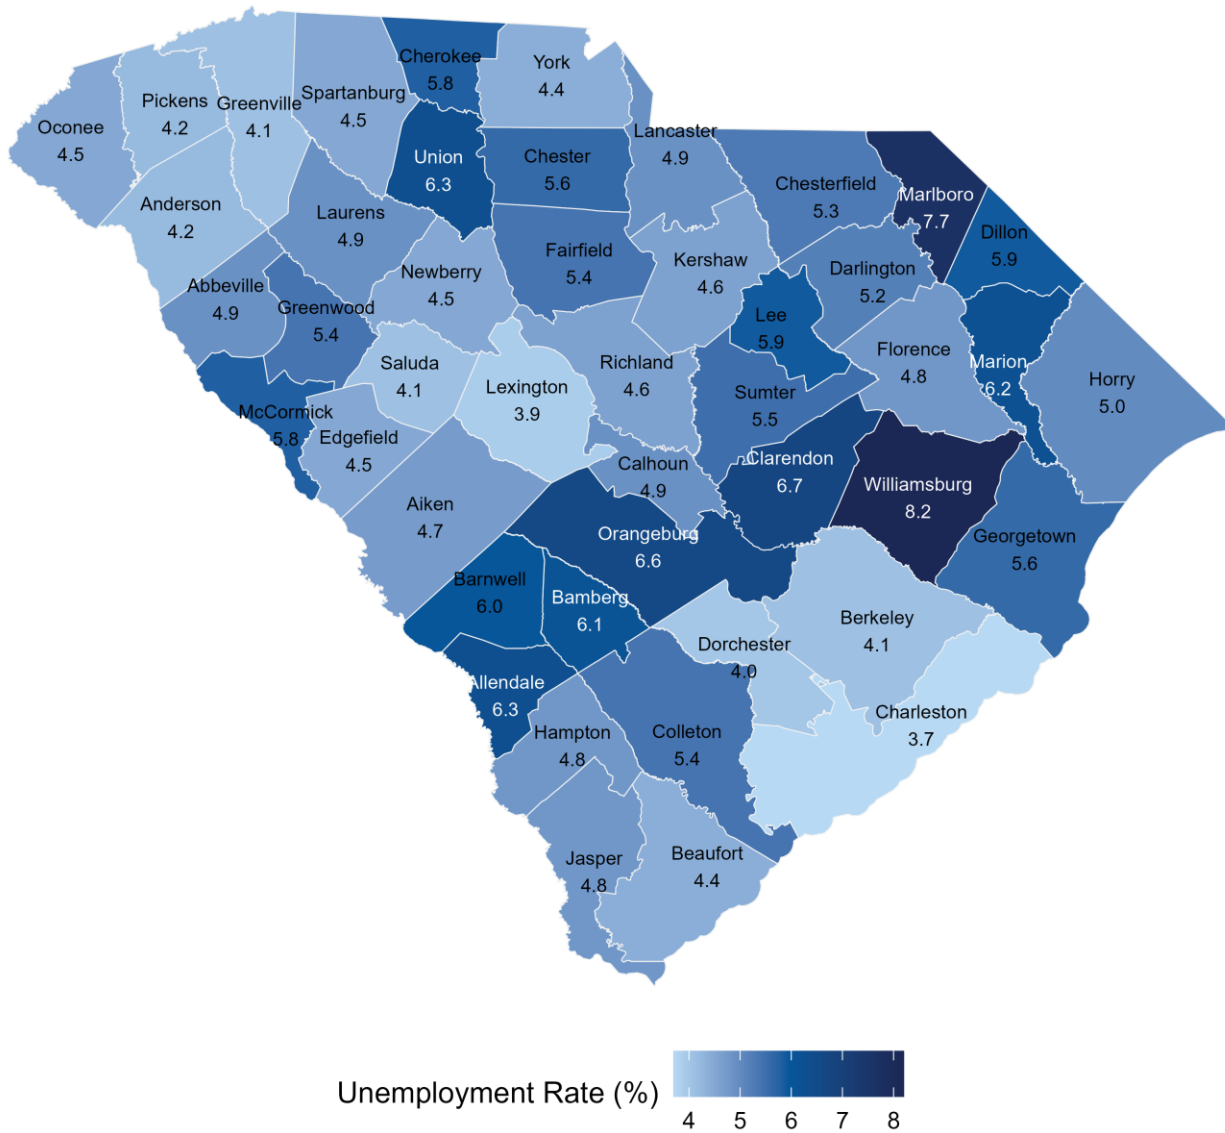 Cherokee
5.8
York
4.4
Spartanburg
4.5
Pickens
4.2
Greenville
4.1
Oconee
4.5
Lancaster
4.9
Union
6.3
Chester
5.6
Chesterfield
5.3
Marlboro
7.7
Anderson
4.2
Laurens
4.9
Dillon
5.9
Fairfield
5.4
Kershaw
4.6
Darlington
5.2
Newberry
4.5
Abbeville
4.9
Greenwood
5.4
Lee
5.9
Florence
4.8
Marion
6.2
Horry
5.0
Saluda
4.1
Richland
4.6
Lexington
3.9
Sumter
5.5
McCormick
5.8
Edgefield
4.5
Calhoun
4.9
Clarendon
6.7
Williamsburg
8.2
Aiken
4.7
Orangeburg
6.6
Georgetown
5.6
Barnwell
6.0
Bamberg
6.1
Berkeley
4.1
Dorchester
4.0
Allendale
6.3
Charleston
3.7
Hampton
4.8
Colleton
5.4
Jasper
4.8
Beaufort
4.4
Unemployment Rate (%)
4 5 6 7 8